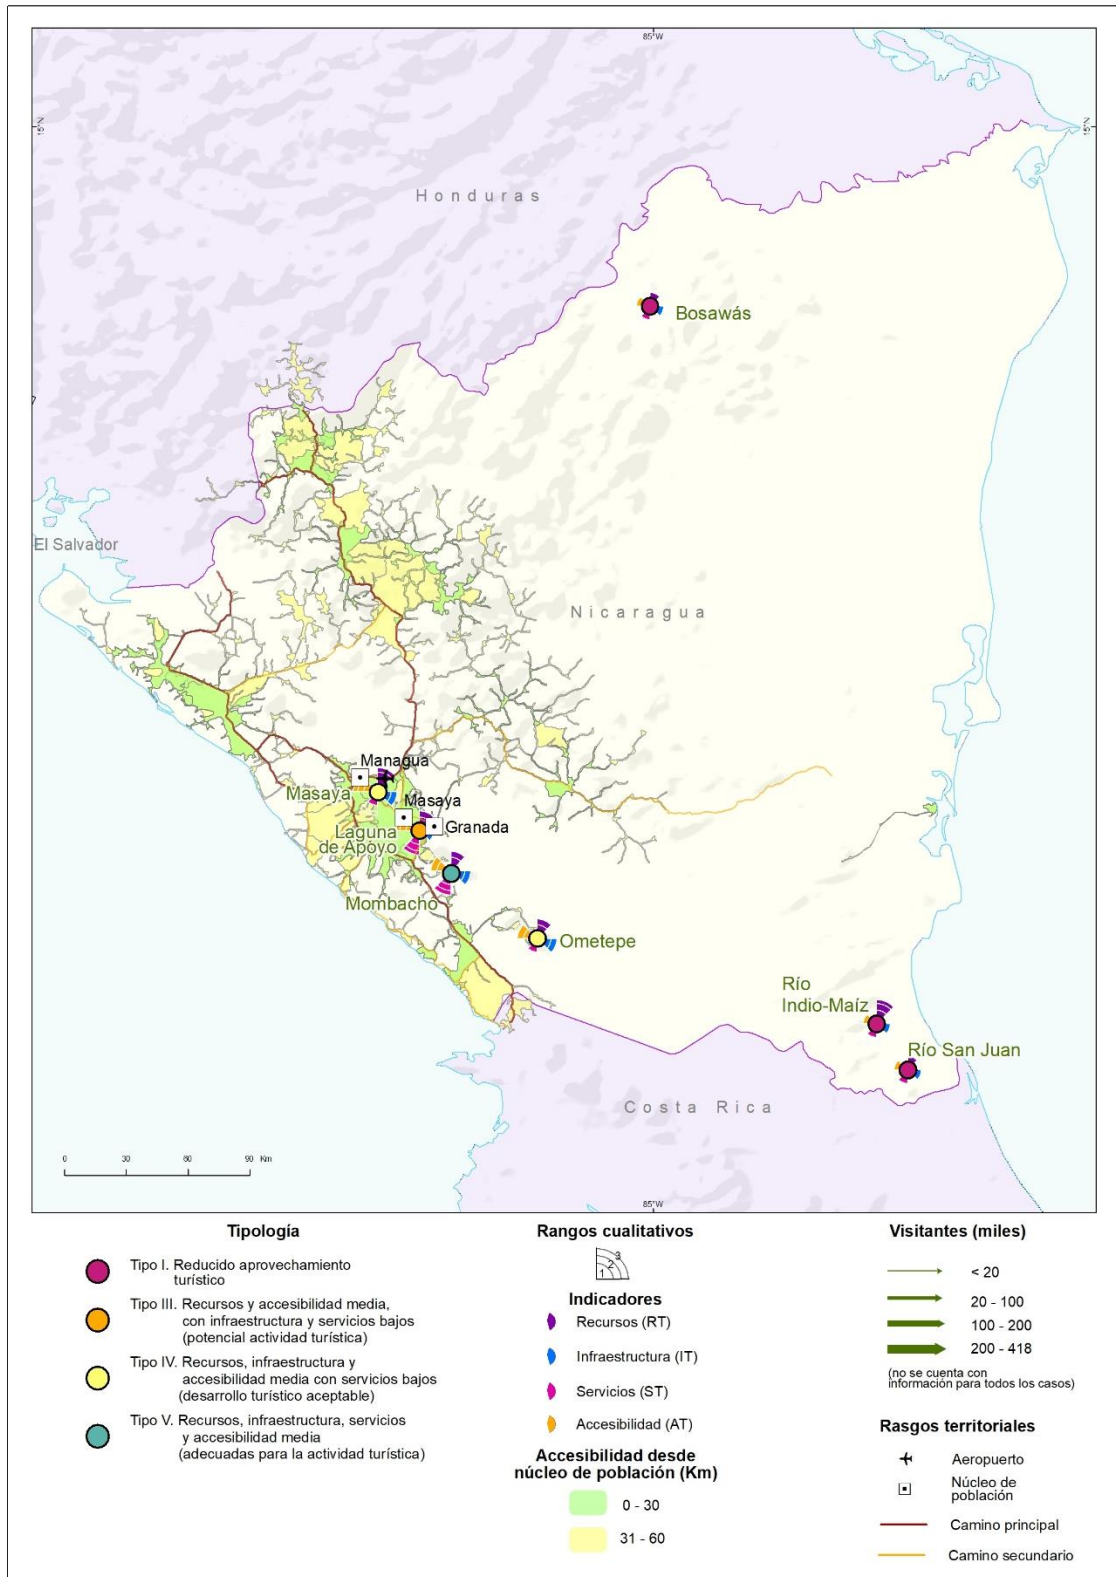 85°W
15°N
15°N
Honduras
Bosawás
El Salvador
Nicaragua
Managua
Masaya
Masaya
Granada
Laguna
de Apoyo
Mombacho
Ometepe
Río
Indio-Maíz
Río San Juan
Costa Rica
0 30 60 90 Km
85°W
Tipología
Tipo I. Reducido aprovechamiento
turístico
Tipo III. Recursos y accesibilidad media,
con infraestructura y servicios bajos
(potencial actividad turística)
Tipo IV. Recursos, infraestructura y
accesibilidad media con servicios bajos
(desarrollo turístico aceptable)
Tipo V. Recursos, infraestructura, servicios
y accesibilidad media
(adecuadas para la actividad turística)
Rangos cualitativos
1 2 3
Indicadores
Recursos (RT)
Infraestructura (IT)
Servicios (ST)
Accesibilidad (AT)
Accesibilidad desde
núcleo de población (Km)
0 - 30
31 - 60
Visitantes (miles)
< 20
20 - 100
100 - 200
200 - 418
(no se cuenta con
información para todos los casos)
Rasgos territoriales
Aeropuerto
Núcleo de
población
Camino principal
Camino secundario